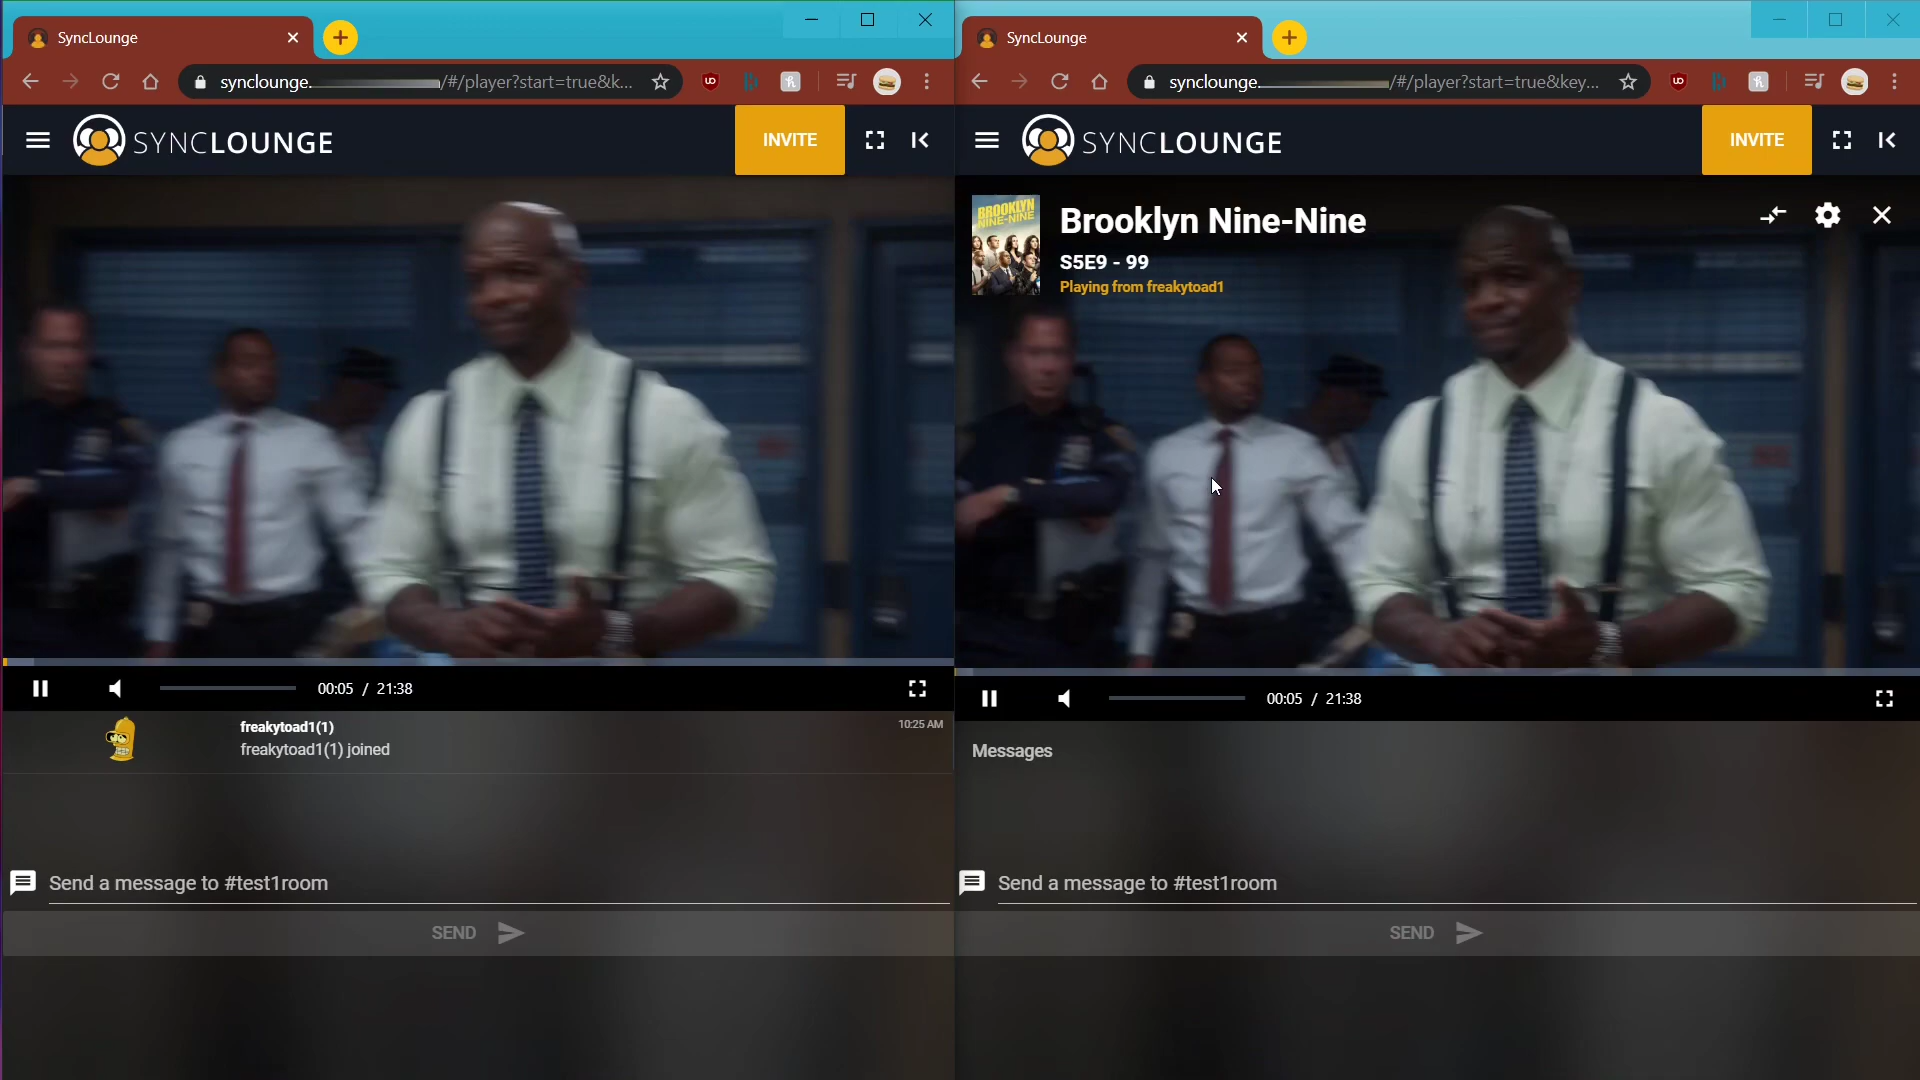 SyncLounge
synclounge.
/#/player?start=true&k...
SYNCLOUNGE
INVITE
00:05 / 21:38
freakytoad1(1)
10:25 AM
freakytoad1(1) joined
Send a message to #test1room
SEND
SyncLounge
synclounge.
/#/player?start=true&key...
SYNCLOUNGE
INVITE
BROOKLYN
NINE-NINE
Brooklyn Nine-Nine
S5E9 - 99
Playing from freakytoad1
00:05 / 21:38
Messages
Send a message to #test1room
SEND